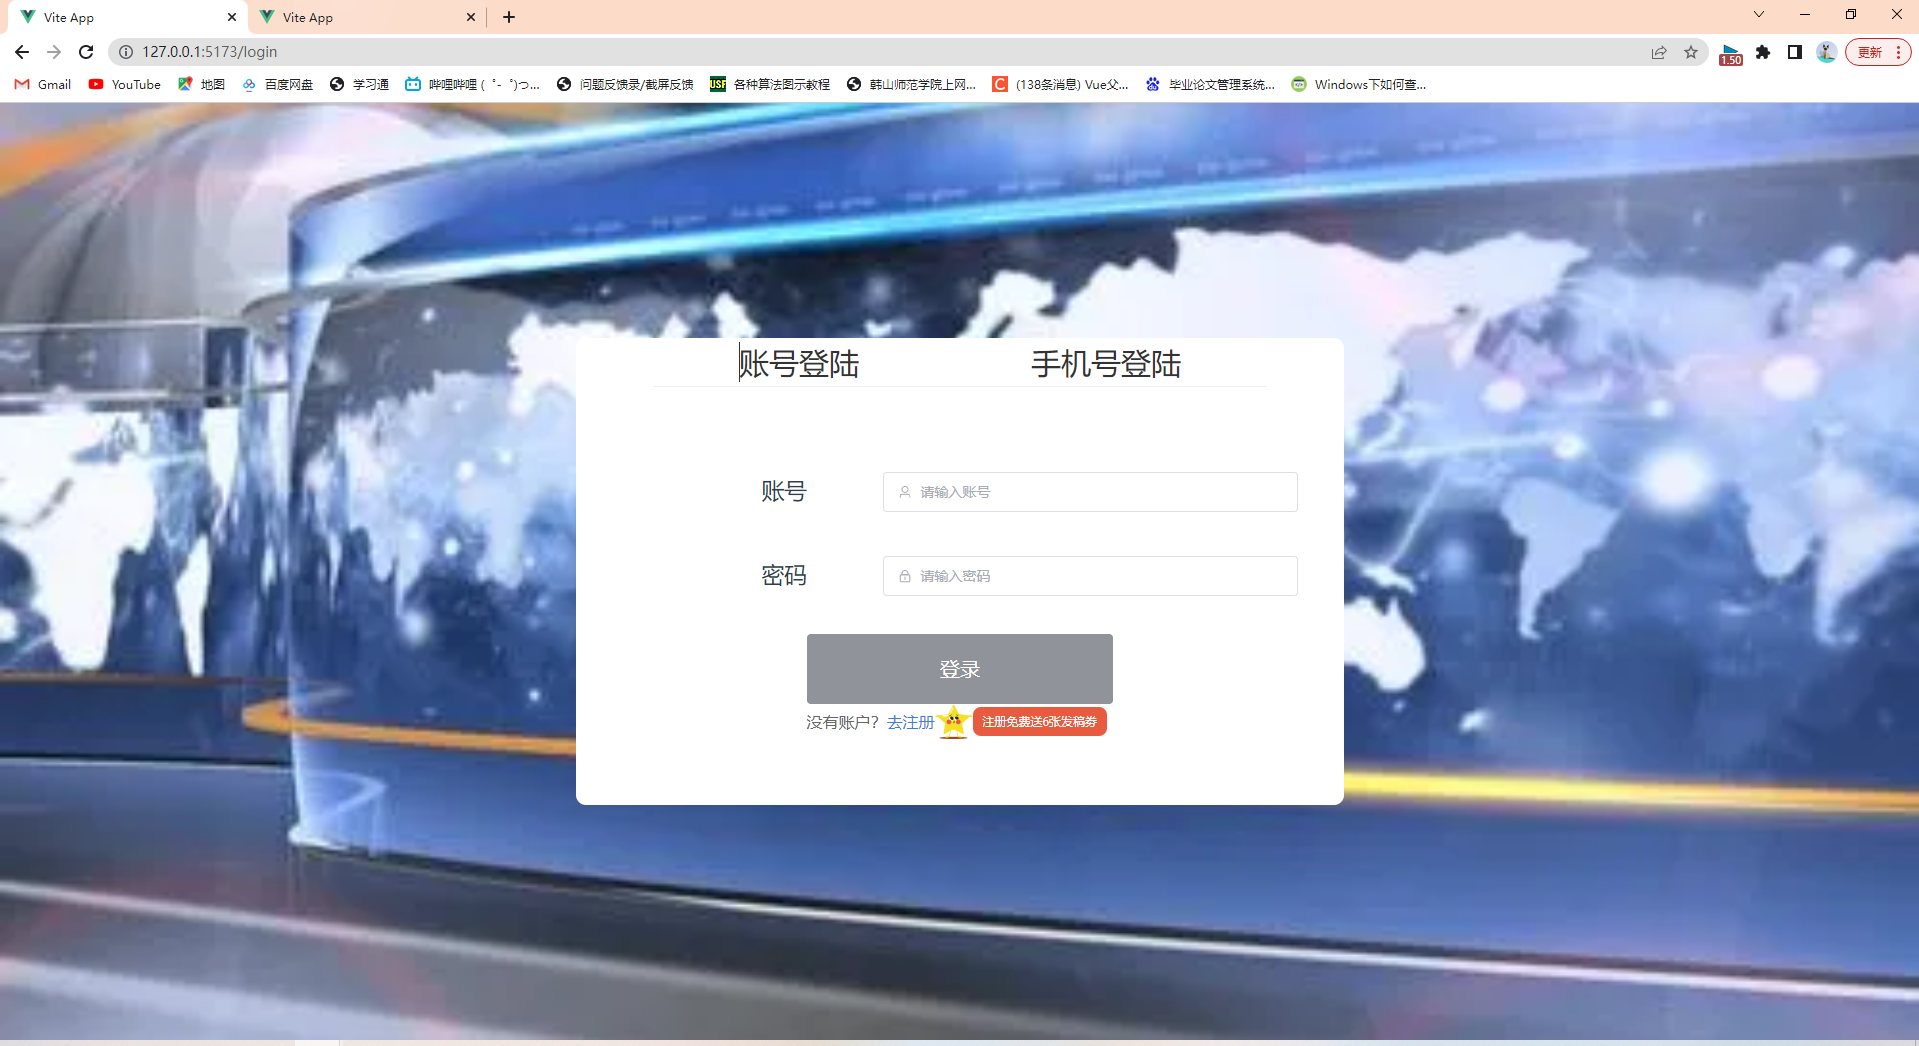 Vite App
Vite App
127.0.0.1:5173/login
1.50
更新
Gmail
YouTube
地图
百度网盘
学习通
哔哩哔哩 ( ゜- ゜)つ...
问题反馈录/截屏反馈
USF
各种算法图示教程
韩山师范学院上网...
C
(138条消息) Vue父...
毕业论文管理系统...
Windows下如何查...
账号登陆
手机号登陆
账号
请输入账号
密码
请输入密码
登录
没有账户？去注册
注册免费送6张发稿券